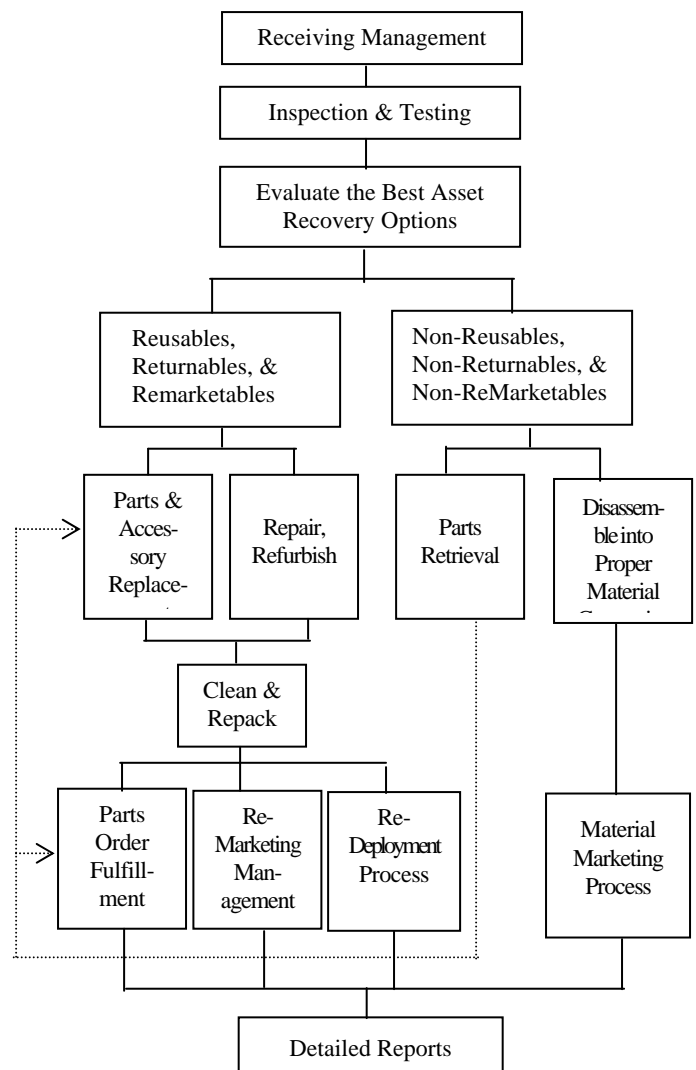 Receiving Management
Inspection & Testing
Evaluate the Best Asset
Recovery Options
Reusables,
Returnables, &
Remarketables
Non-Reusables,
Non-Returnables, &
Non-ReMarketables
Parts &
Acces-
sory
Replace-
Repair,
Refurbish
Parts
Retrieval
Disassem-
ble into
Proper
Material
Clean &
Repack
Parts
Order
Fulfill-
ment
Re-
Marketing
Man-
agement
Re-
Deployment
Process
Material
Marketing
Process
Detailed Reports